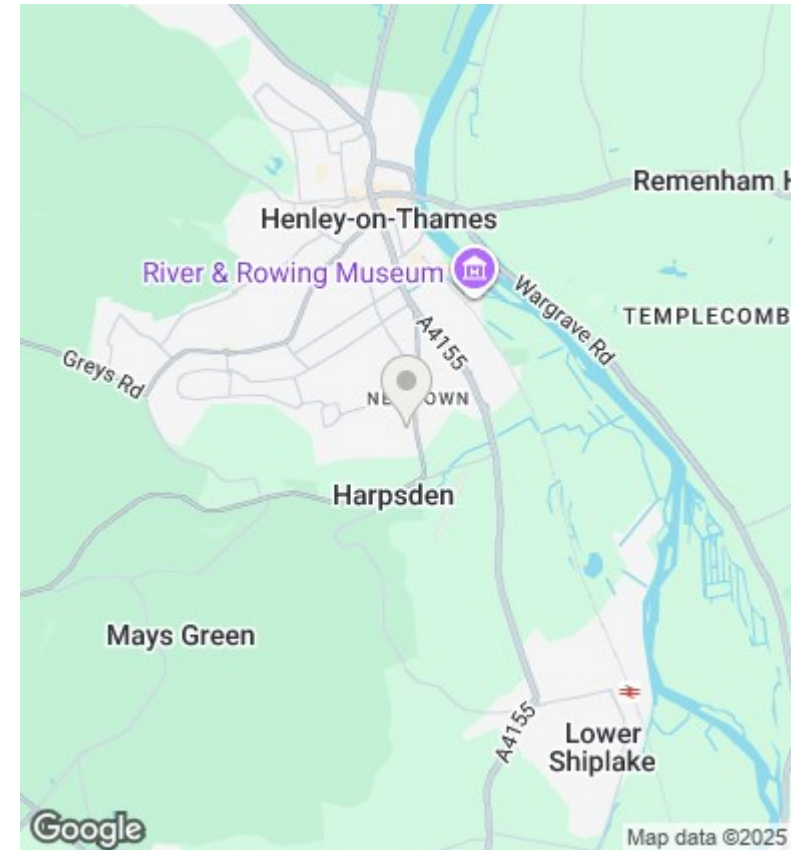 Remenham H
Henley-on-Thames
River & Rowing Museum
Wargrave Rd
TEMPLECOMB
A4155
Greys Rd
Harpsden
Mays Green
A4155
Lower
Shiplake
Google
Map data ©2025